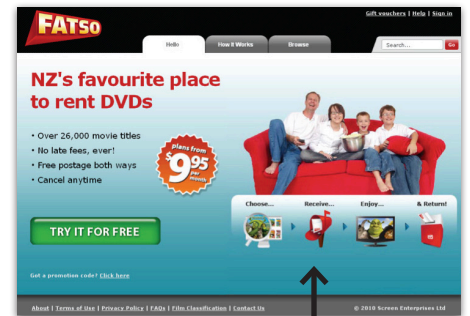 Gift vouchers | Help | Sign in
FATSO
Hello
How It Works
Browse
Search...
Go
NZ's favourite place
to rent DVDs
• Over 26,000 movie titles
• No late fees, ever!
• Free postage both ways
• Cancel anytime
plans from
$9.95
per
month
Choose...
Receive...
Enjoy...
& Return!
TRY IT FOR FREE
Got a promotion code? Click here
About | Terms of Use | Privacy Policy | FAQs | Film Classification | Contact Us
© 2010 Screen Enterprises Ltd